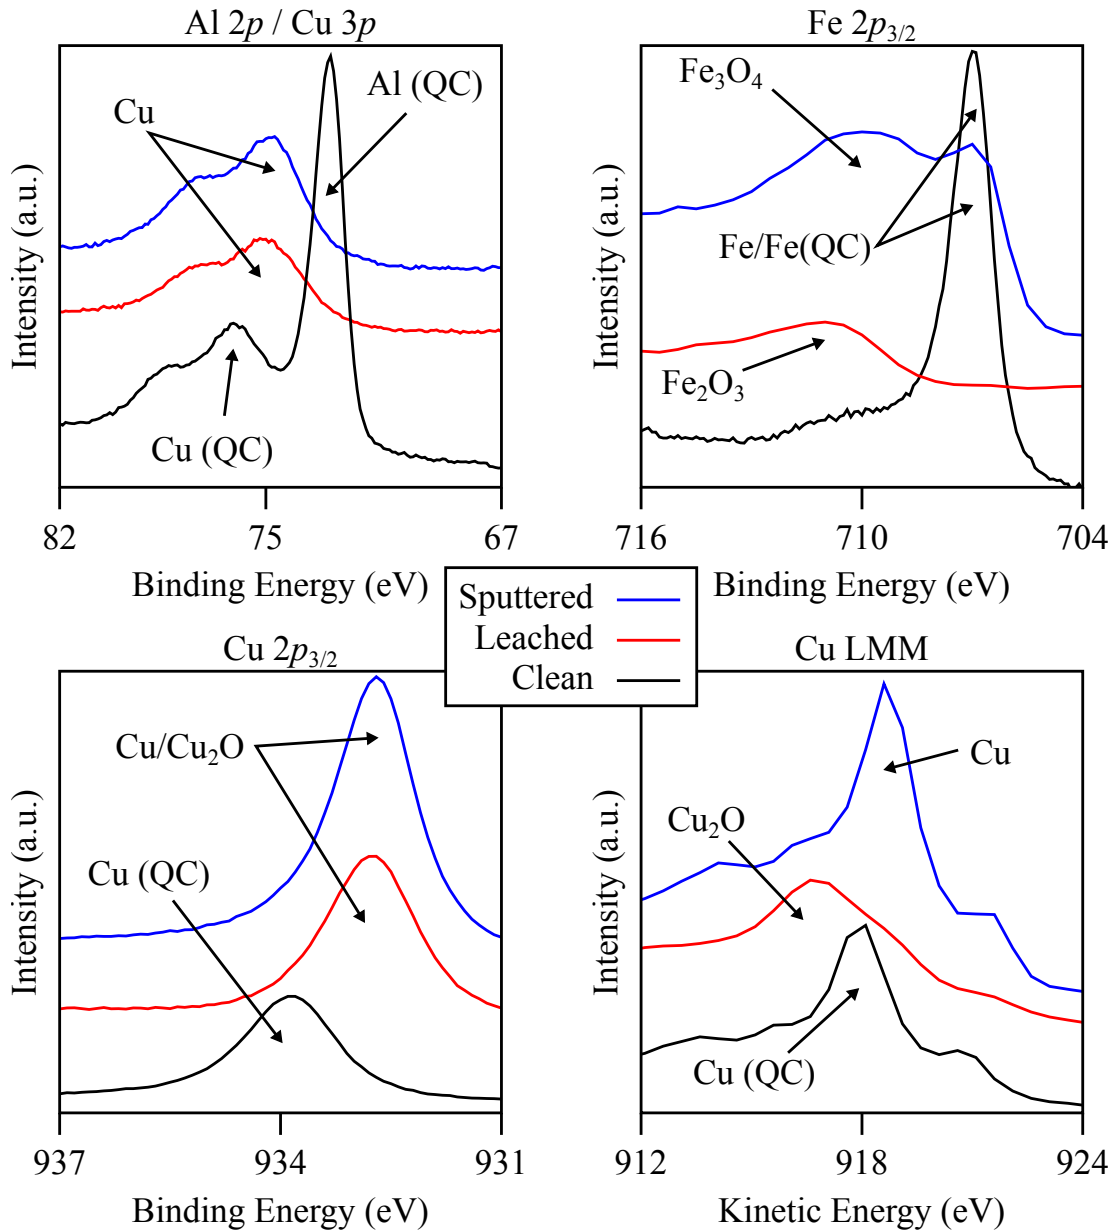 Al 2p / Cu 3p
Intensity (a.u.)
Cu
Al (QC)
Cu (QC)
82 75 67
Binding Energy (eV)
Fe 2p₃/₂
Intensity (a.u.)
Fe₃O₄
Fe/Fe(QC)
Fe₂O₃
716 710 704
Binding Energy (eV)
Sputtered
Leached
Clean
Cu 2p₃/₂
Intensity (a.u.)
Cu/Cu₂O
Cu (QC)
937 934 931
Binding Energy (eV)
Cu LMM
Intensity (a.u.)
Cu
Cu₂O
Cu (QC)
912 918 924
Kinetic Energy (eV)